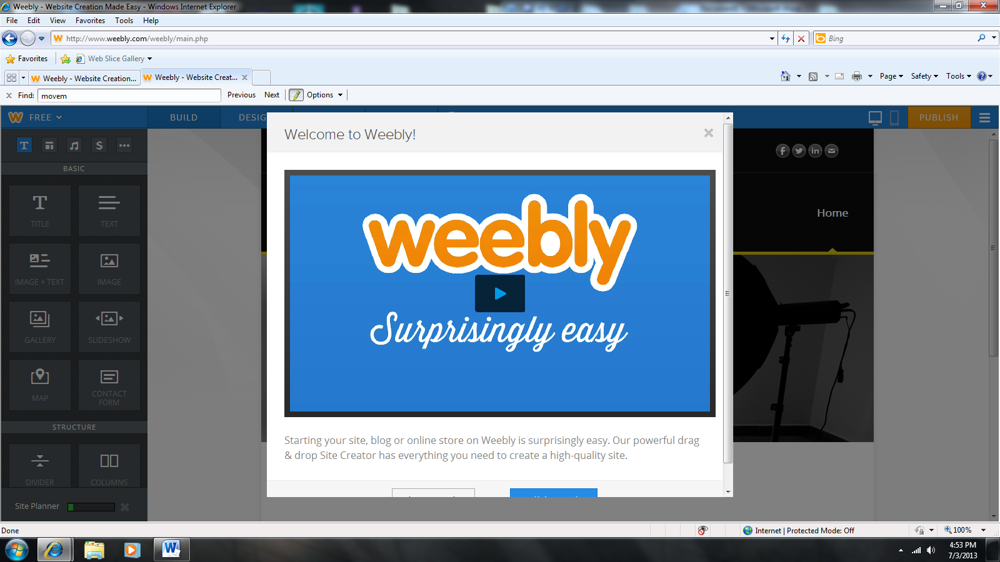 Weebly - Website Creation Made Easy - Windows Internet Explorer
File Edit View Favorites Tools Help
http://www.weebly.com/weebly/main.php
Bing
Favorites Web Slice Gallery
Weebly - Website Creation... Weebly - Website Creat...
Page Safety Tools
Find: movem Previous Next Options
W FREE BUILD DESIG PUBLISH
Welcome to Weebly!
BASIC
TITLE TEXT
IMAGE + TEXT IMAGE
GALLERY SLIDESHOW
MAP CONTACT
FORM
STRUCTURE
DIVIDER COLUMNS
Site Planner
Home
weebly
Surprisingly easy
Starting your site, blog or online store on Weebly is surprisingly easy. Our powerful drag
& drop Site Creator has everything you need to create a high-quality site.
Done Internet | Protected Mode: Off 100%
4:53 PM
7/3/2013